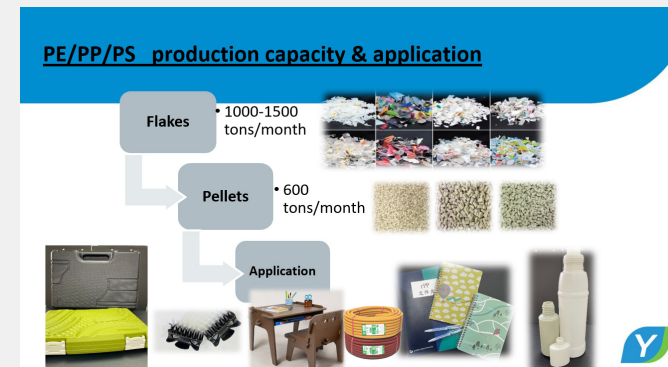 PE/PP/PS production capacity & application
Flakes
• 1000-1500
tons/month
Pellets
• 600
tons/month
Application
Y